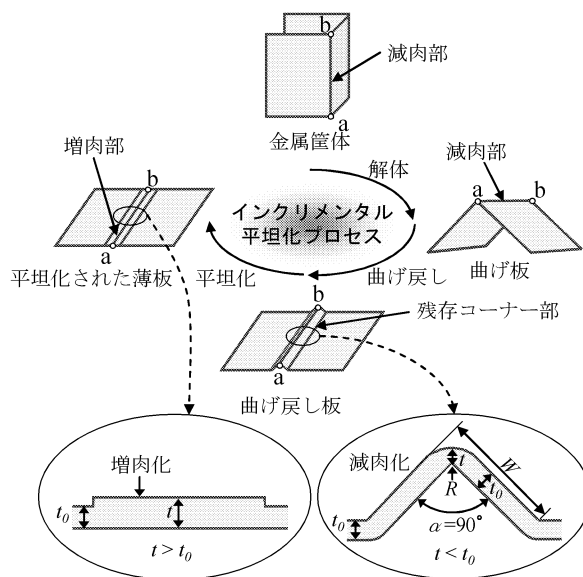 b
減肉部
a
金属筐体
増肉部
解体
減肉部
b
a
b
インクリメンタル
平坦化プロセス
a
平坦化された薄板
平坦化
曲げ戻し
曲げ板
b
残存コーナー部
a
曲げ戻し板
増肉化
t₀
t
t > t₀
減肉化
W
t
t₀
R
t₀
α=90°
t < t₀